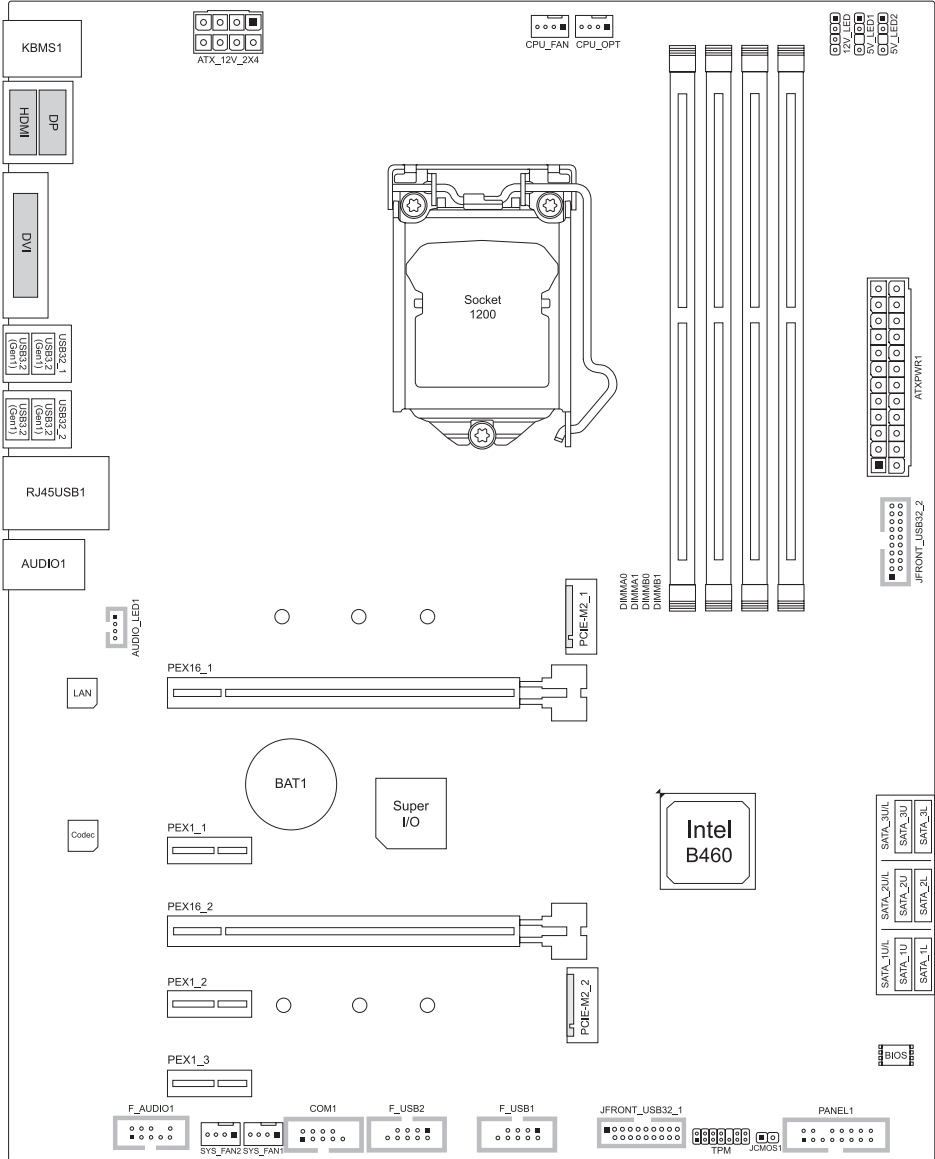 KBMS1
ATX_12V_2X4
CPU_FAN
CPU_OPT
12V_LED
5V_LED1
5V_LED2
HDMI
DP
DVI
Socket
1200
USB3.2
(Gen1)
USB3.2
(Gen1)
USB32_1
USB3.2
(Gen1)
USB3.2
(Gen1)
USB32_2
ATXPWR1
RJ45USB1
JFRONT_USB32_2
AUDIO1
DIMMA0
DIMMA1
DIMMB0
DIMMB1
AUDIO_LED1
PCIE-M2_1
PEX16_1
LAN
BAT1
Super
I/O
Codec
PEX1_1
Intel
B460
SATA_3U/L
SATA_3U
SATA_3L
SATA_2U/L
SATA_2U
SATA_2L
SATA_1U/L
SATA_1U
SATA_1L
PEX16_2
PEX1_2
PCIE-M2_2
BIOS
PEX1_3
F_AUDIO1
SYS_FAN2
SYS_FAN1
COM1
F_USB2
F_USB1
JFRONT_USB32_1
TPM
JCMOS1
PANEL1